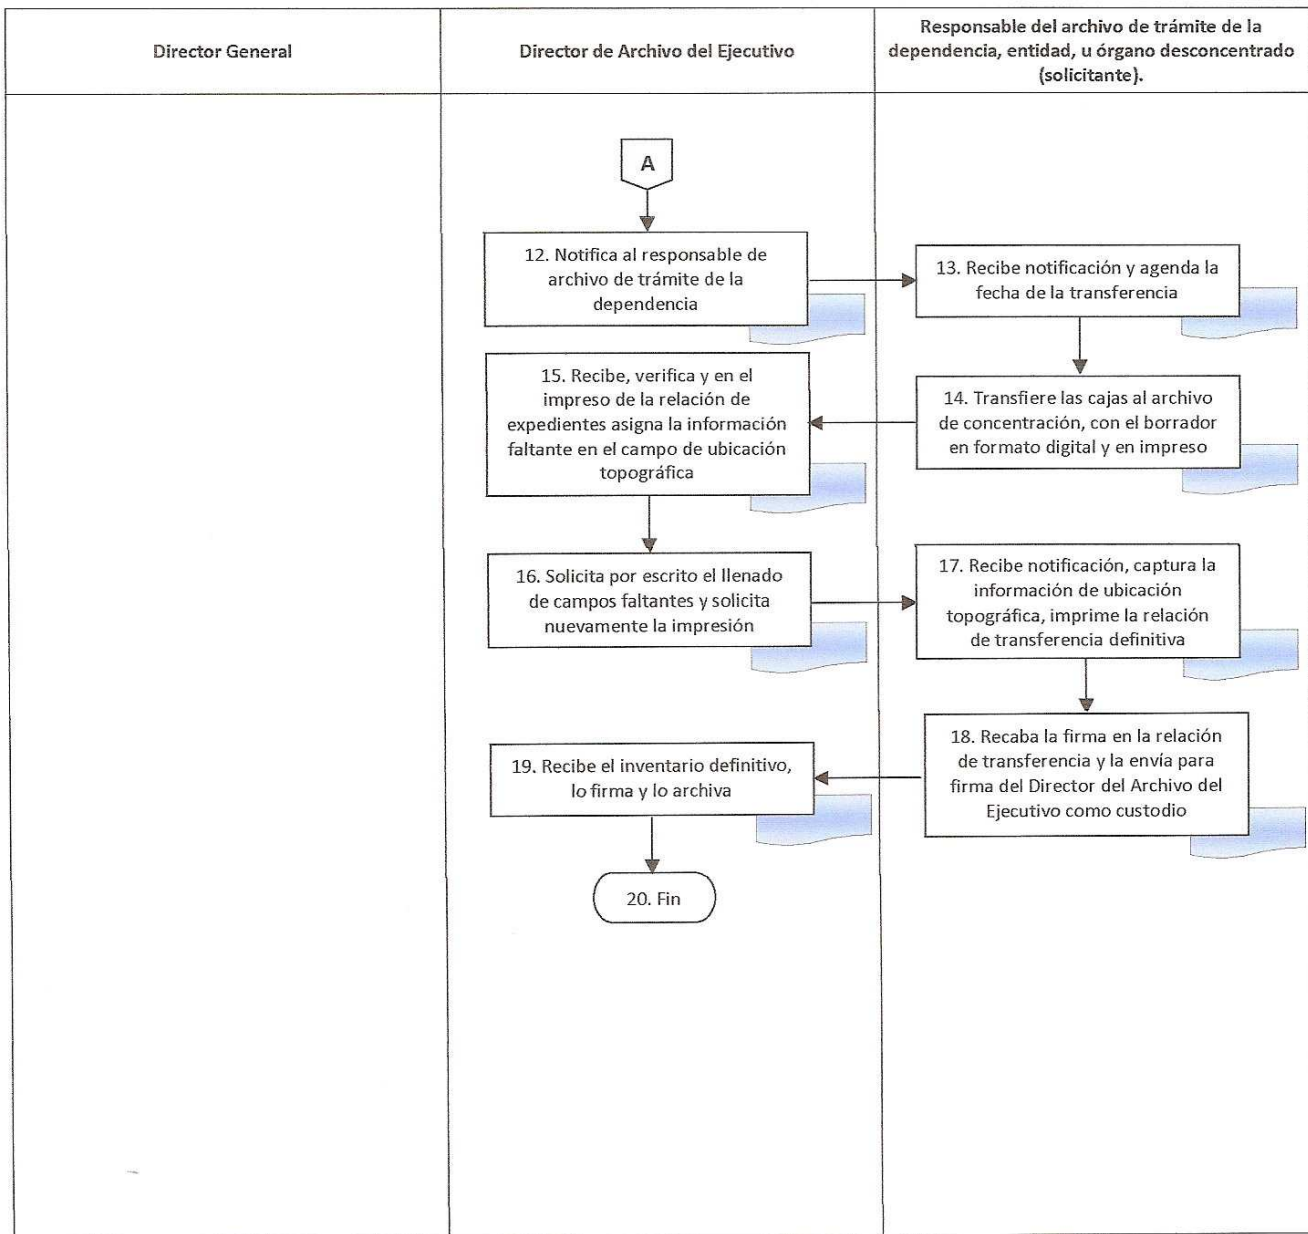 Director General
Director de Archivo del Ejecutivo
Responsable del archivo de trámite de la
dependencia, entidad, u órgano desconcentrado
(solicitante).
A
12. Notifica al responsable de
archivo de trámite de la
dependencia
13. Recibe notificación y agenda la
fecha de la transferencia
14. Transfiere las cajas al archivo
de concentración, con el borrador
en formato digital y en impreso
15. Recibe, verifica y en el
impreso de la relación de
expedientes asigna la información
faltante en el campo de ubicación
topográfica
16. Solicita por escrito el llenado
de campos faltantes y solicita
nuevamente la impresión
17. Recibe notificación, captura la
información de ubicación
topográfica, imprime la relación
de transferencia definitiva
18. Recaba la firma en la relación
de transferencia y la envía para
firma del Director del Archivo del
Ejecutivo como custodio
19. Recibe el inventario definitivo,
lo firma y lo archiva
20. Fin